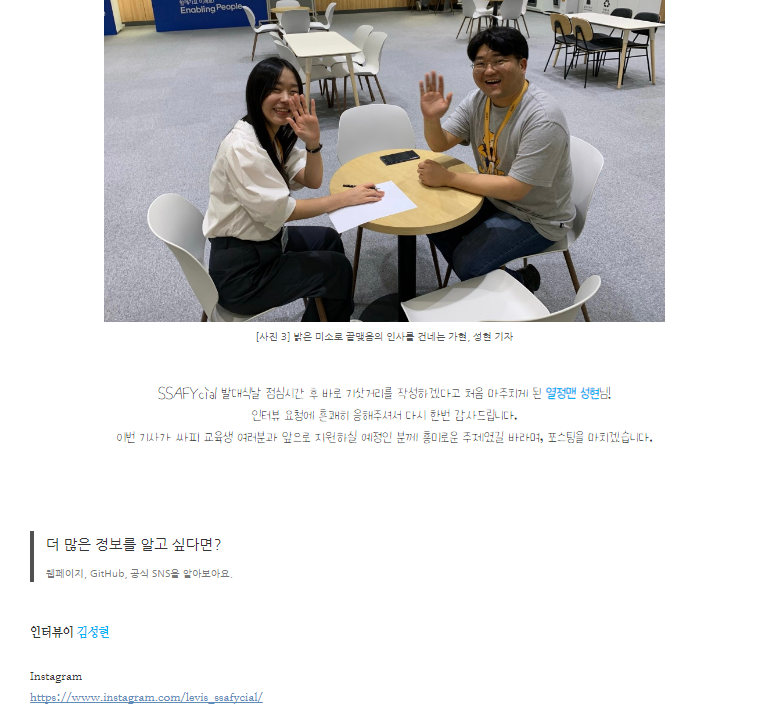 Enabling People
[사진 3] 밝은 미소로 끝맺음의 인사를 건네는 가현, 성현 기자
SSAFYcial 발대식날 점심시간 후 바로 기삿거리를 작성하겠다고 처음 마주치게 된 열정맨 성현님!
인터뷰 요청에 흔쾌히 응해주셔서 다시 한번 감사드립니다.
이번 기사가 싸피 교육생 여러분과 앞으로 지원하실 예정인 분께 흥미로운 주제였길 바라며, 포스팅을 마치겠습니다.
더 많은 정보를 알고 싶다면?
웹페이지, GitHub, 공식 SNS을 알아보아요.
인터뷰이 김성현
Instagram
https://www.instagram.com/levis_ssafycial/